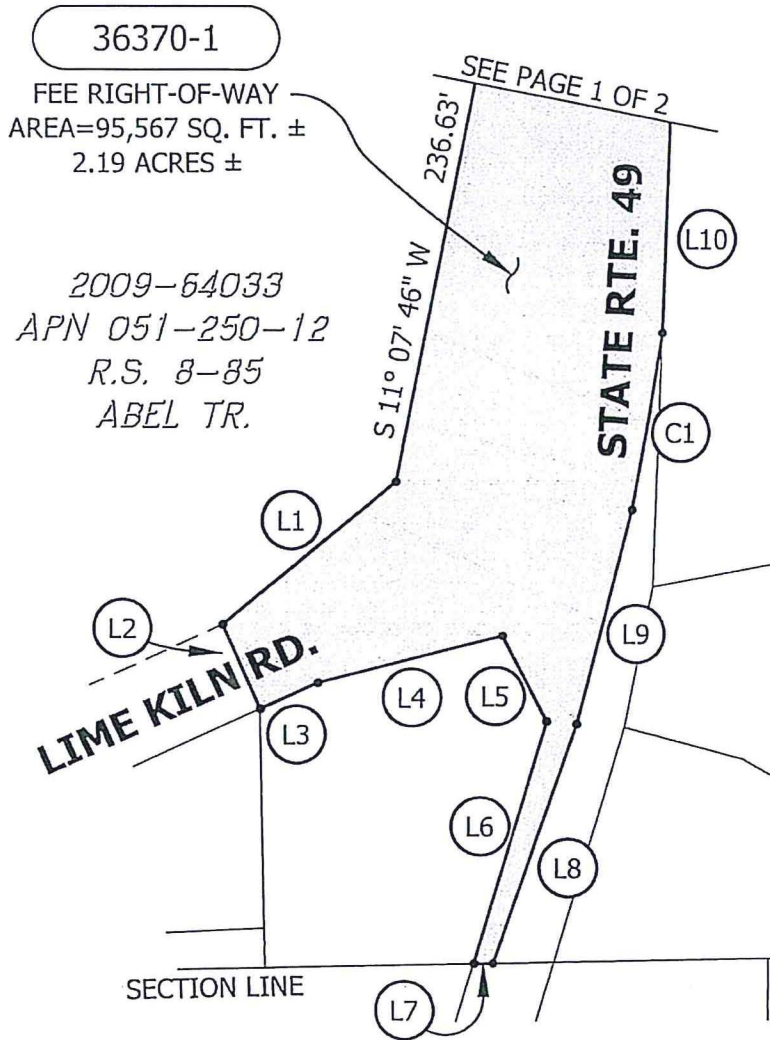 36370-1
FEE RIGHT-OF-WAY
AREA=95,567 SQ. FT. ±
2.19 ACRES ±
SEE PAGE 1 OF 2
236.63'
S 11° 07' 46" W
STATE RTE. 49
L10
2009-64033
APN 051-250-12
R.S. 8-85
ABEL TR.
C1
L1
L2
LIME KILN RD.
L3
L4
L5
L9
L6
L8
SECTION LINE
L7